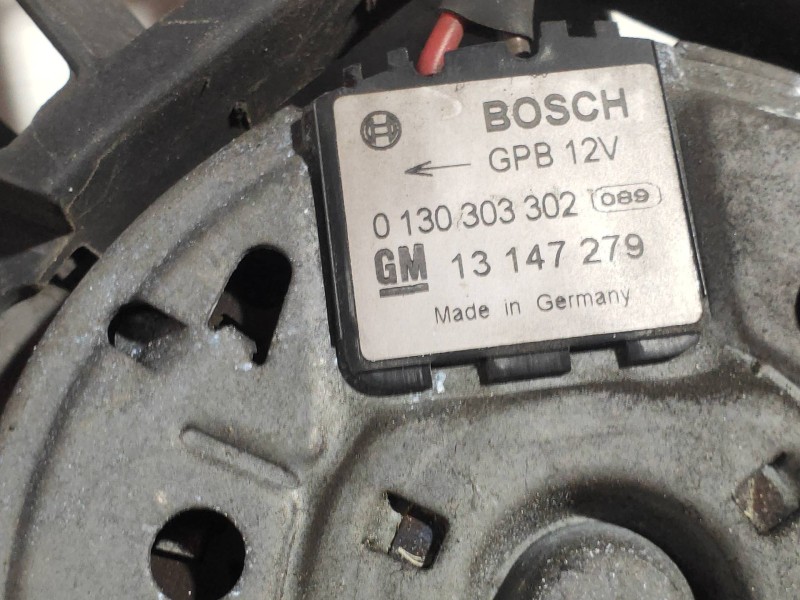 BOSCH
GPB 12V
0 130 303 302 089
GM 13 147 279
Made in Germany